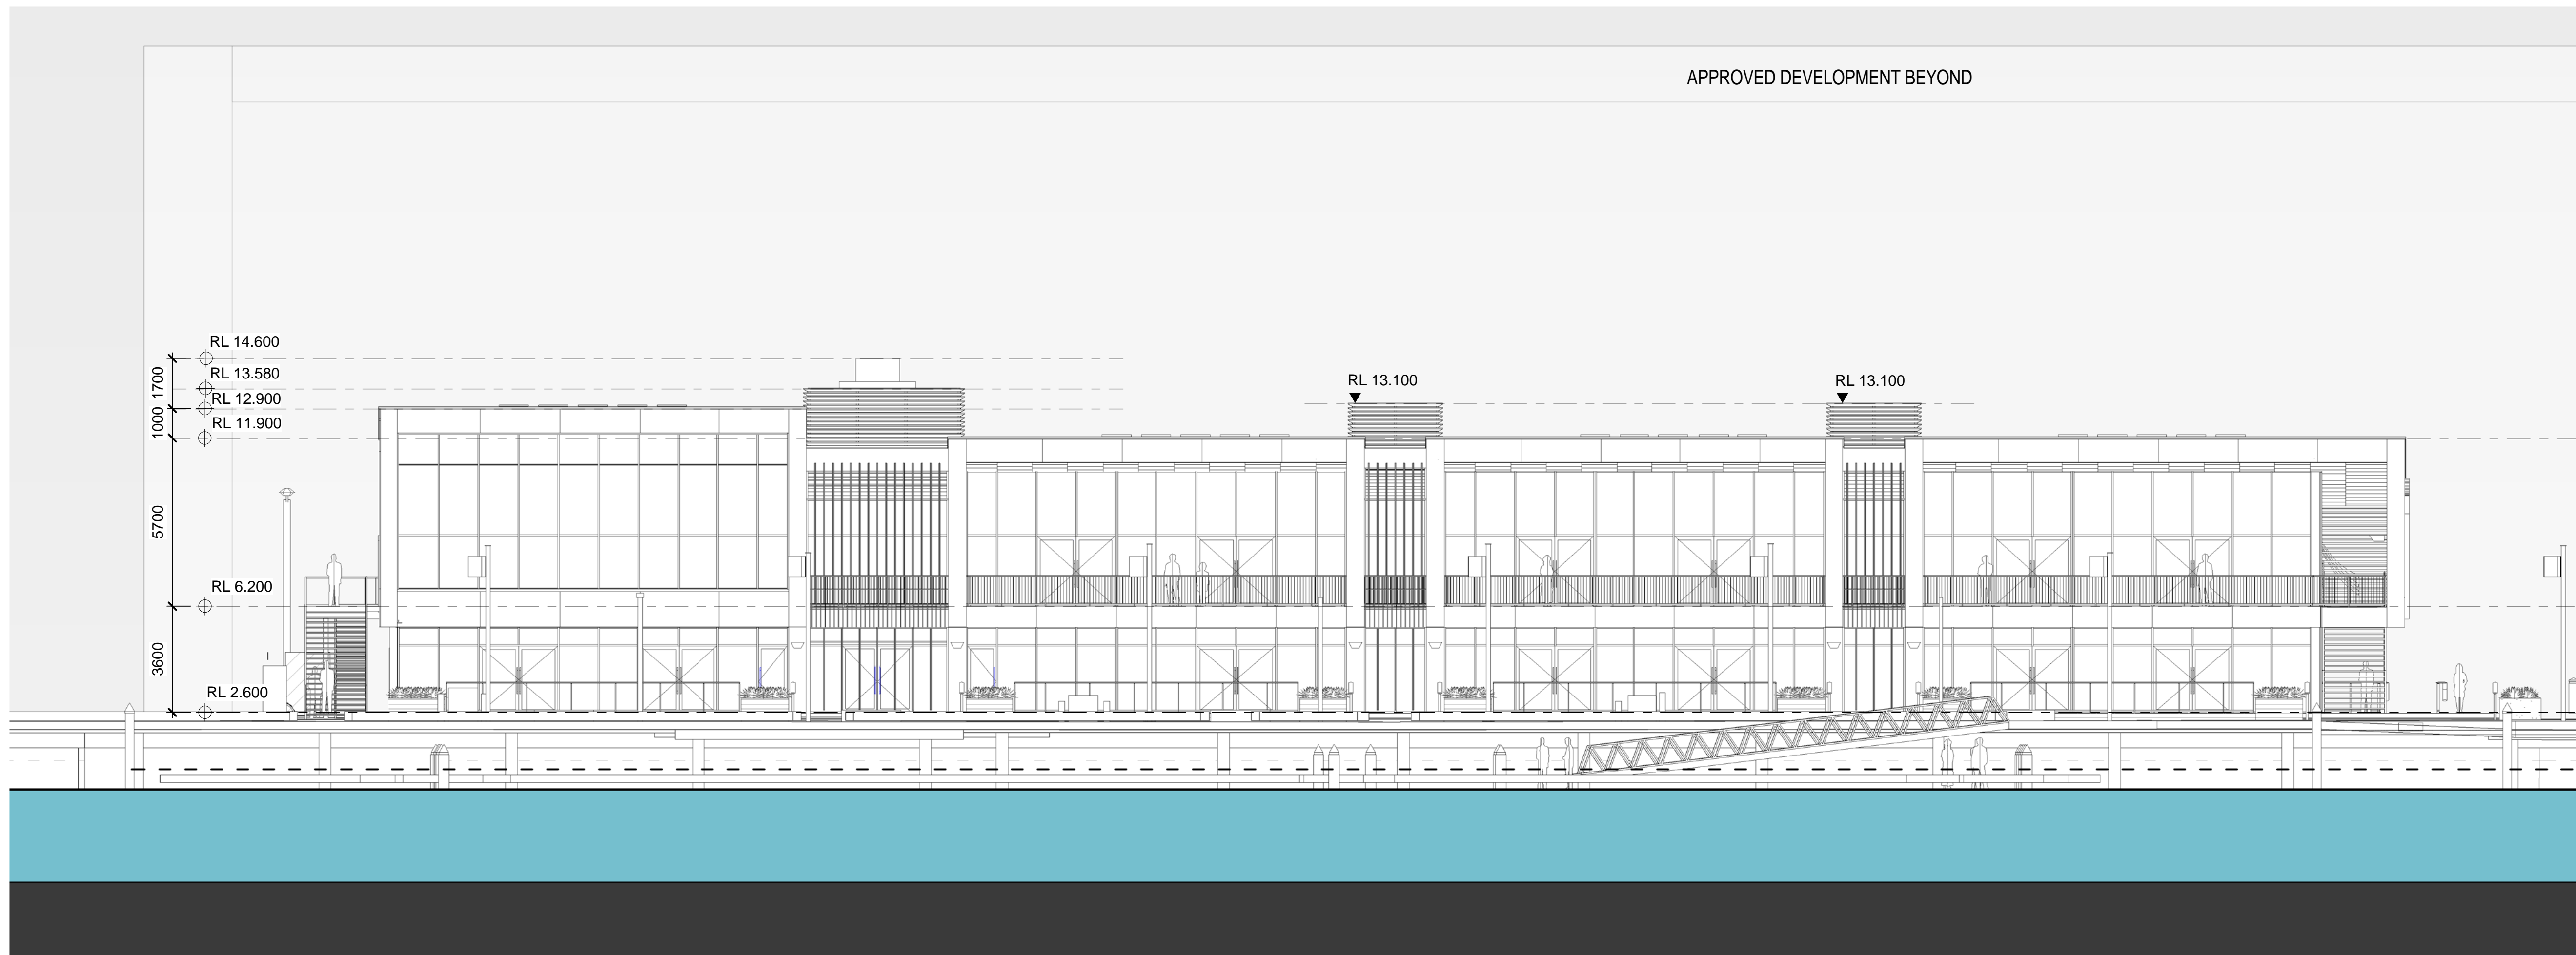 APPROVED DEVELOPMENT BEYOND
RL 14.600
1700
RL 13.580
RL 13.100
RL 13.100
RL 12.900
1000
RL 11.900
5700
RL 6.200
3600
RL 2.600